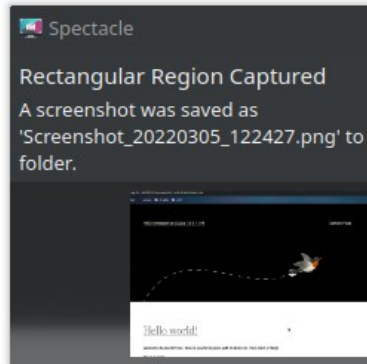 Spectacle
Rectangular Region Captured
A screenshot was saved as
'Screenshot_20220305_122427.png' to
folder.
Hello world!